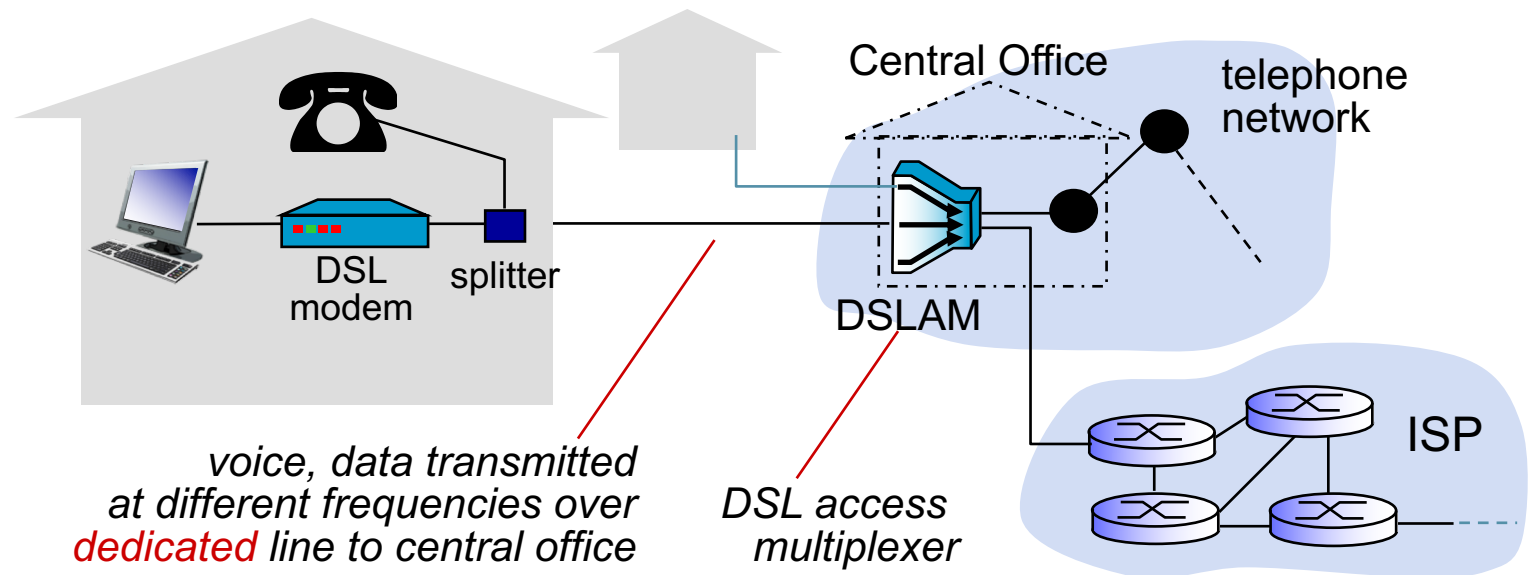 Central Office
telephone
network
DSL
modem
splitter
DSLAM
ISP
voice, data transmitted
at different frequencies over
dedicated line to central office
DSL access
multiplexer